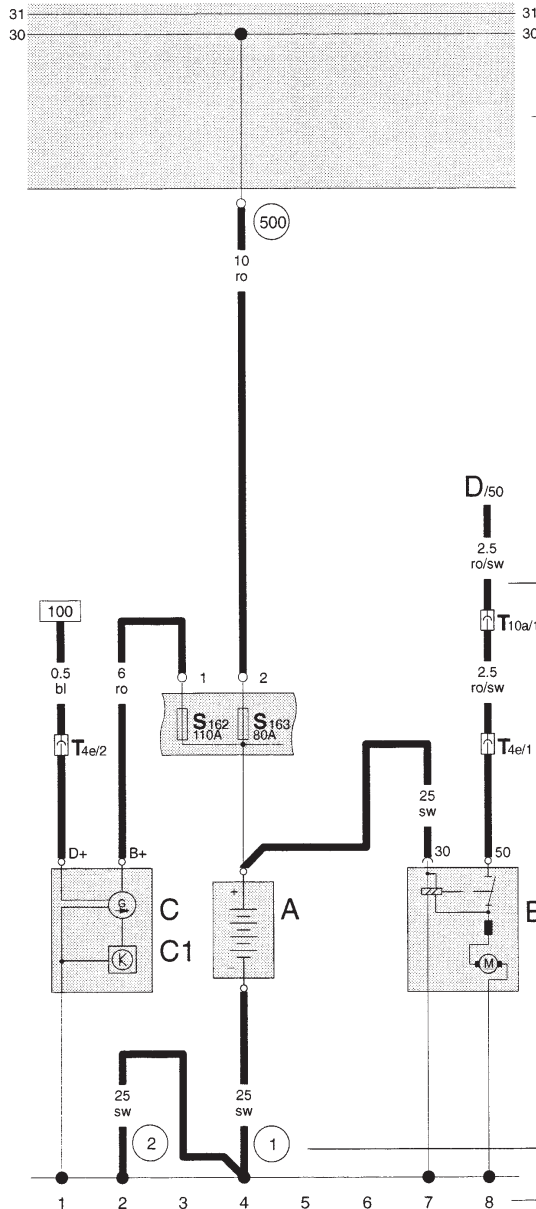 31 31
30 30
500
10
ro
D/50
2.5
ro/sw
100
T10a/1
0.5
bl
6
ro
1 2
2.5
ro/sw
S162 S163
110A 80A
T4e/2
T4e/1
25
sw
D+ B+
30 50
G
C
+
A
B
C1
K
M
-
25
sw
25
sw
2
1
1 2 3 4 5 6 7 8